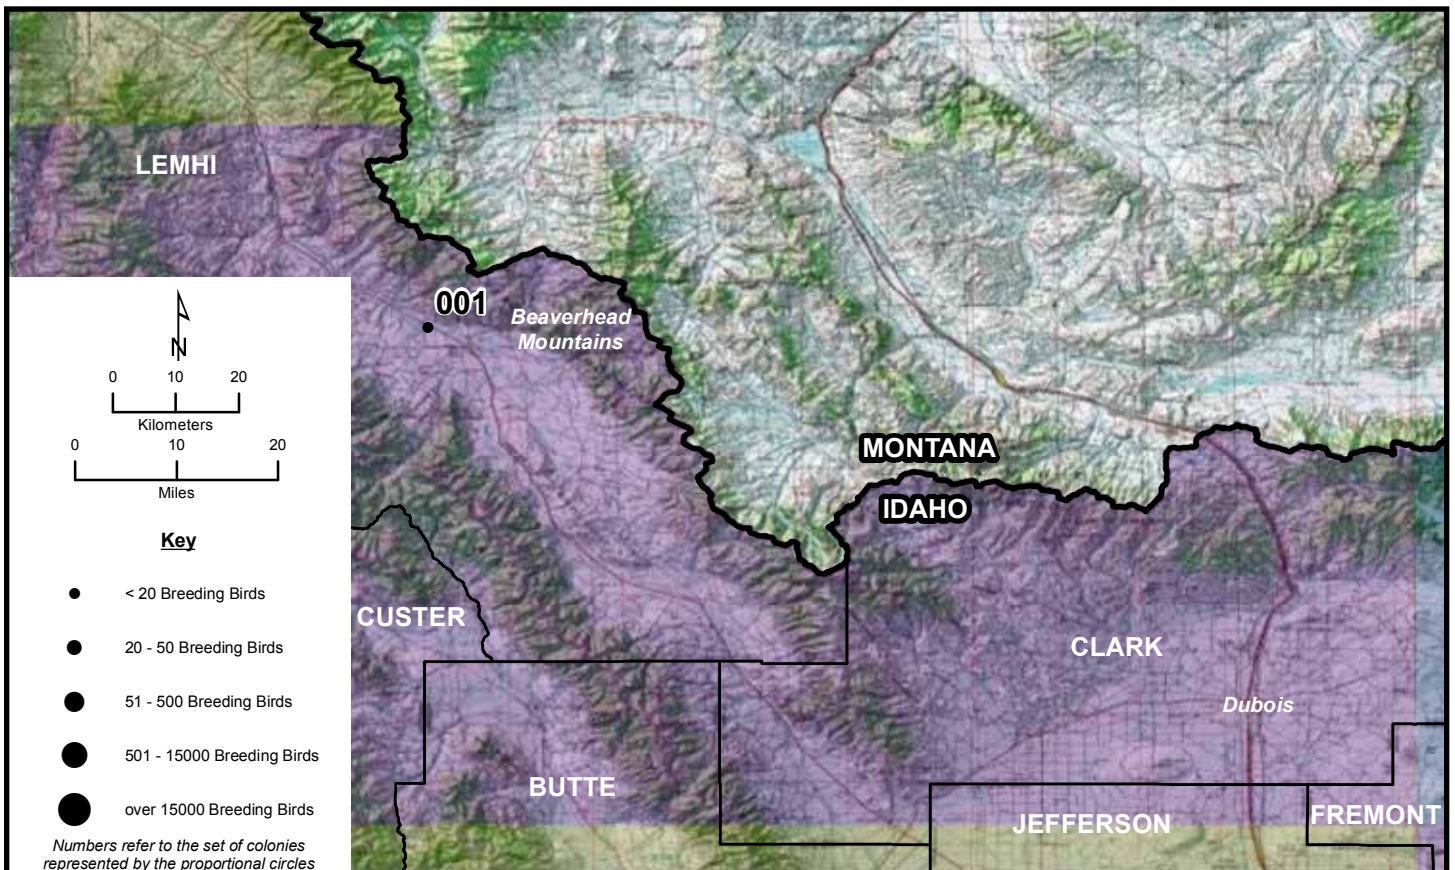 LEMHI
001
Beaverhead
Mountains
MONTANA
IDAHO
N
0 10 20
Kilometers
0 10 20
Miles
Key
< 20 Breeding Birds
20 - 50 Breeding Birds
51 - 500 Breeding Birds
501 - 15000 Breeding Birds
over 15000 Breeding Birds
Numbers refer to the set of colonies
represented by the proportional circles
CUSTER
CLARK
Dubois
BUTTE
JEFFERSON
FREMONT